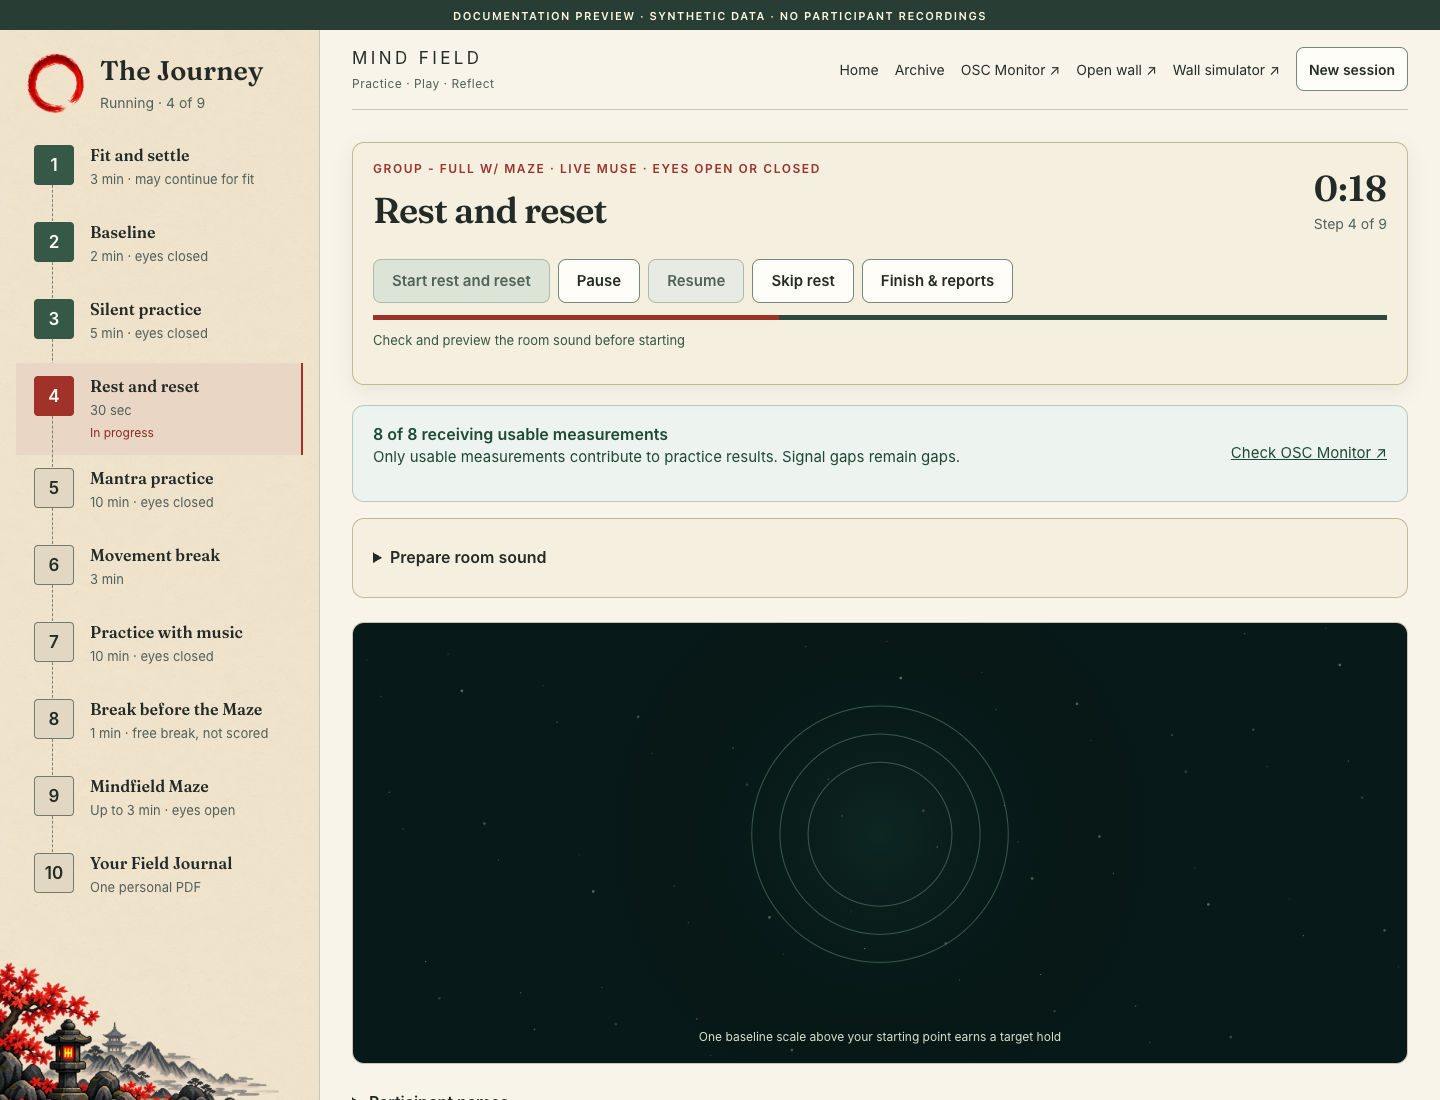 DOCUMENTATION PREVIEW · SYNTHETIC DATA · NO PARTICIPANT RECORDINGS
The Journey
Running · 4 of 9
1
Fit and settle
3 min · may continue for fit
2
Baseline
2 min · eyes closed
3
Silent practice
5 min · eyes closed
4
Rest and reset
30 sec
In progress
5
Mantra practice
10 min · eyes closed
6
Movement break
3 min
7
Practice with music
10 min · eyes closed
8
Break before the Maze
1 min · free break, not scored
9
Mindfield Maze
Up to 3 min · eyes open
10
Your Field Journal
One personal PDF
MIND FIELD
Practice · Play · Reflect
Home Archive OSC Monitor ↗ Open wall ↗ Wall simulator ↗ New session
GROUP - FULL W/ MAZE · LIVE MUSE · EYES OPEN OR CLOSED
Rest and reset
0:18
Step 4 of 9
Start rest and reset Pause Resume Skip rest Finish & reports
Check and preview the room sound before starting
8 of 8 receiving usable measurements
Only usable measurements contribute to practice results. Signal gaps remain gaps.
Check OSC Monitor ↗
Prepare room sound
One baseline scale above your starting point earns a target hold
Participant names